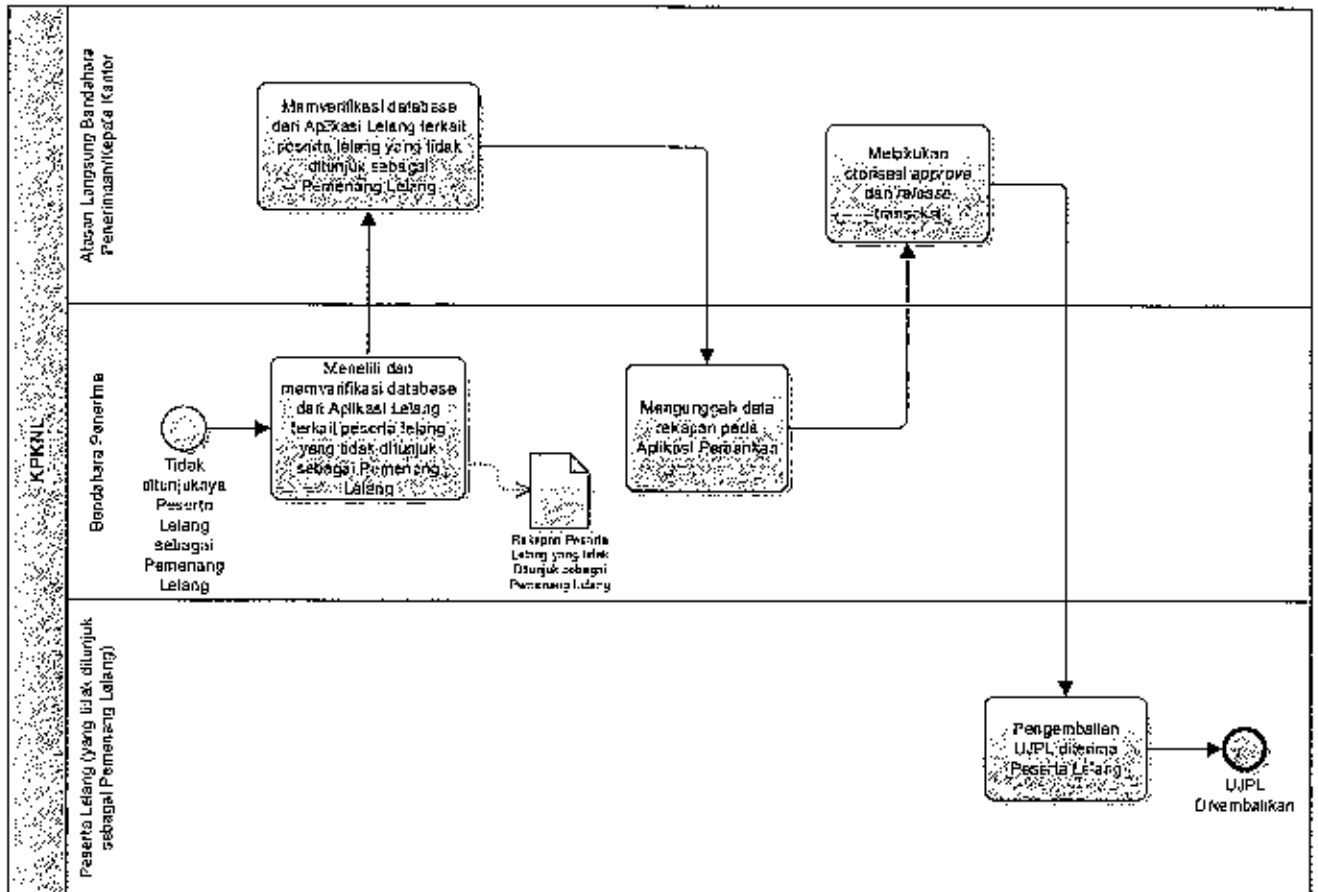 KPKNL
Atasan Langsung Bandahara
Penerimaan/Kepala Kantor
Memverifikasi database
dari Aplikasi Lelang terkait
peserta lelang yang tidak
ditunjuk sebagai
Pemenang Lelang
Melakukan
otorisasi approve
dan release
transaksi
Bendahara Penerima
Tidak
ditunjukaya
Peserta
Lelang
sebagai
Pemenang
Lelang
Meneliti dan
memverifikasi database
dari Aplikasi Lelang
terkait peserta lelang
yang tidak ditunjuk
sebagai Pemenang
Lelang
Rekapan Peserta
Lelang yang tidak
Ditunjuk sebagai
Pemenang Lelang
Mengunggah data
rekapan pada
Aplikasi Perbankan
Peserta Lelang (yang tidak ditunjuk
sebagai Pemenang Lelang)
Pengembalian
UJPL diterima
Peserta Lelang
UJPL
Dikembalikan